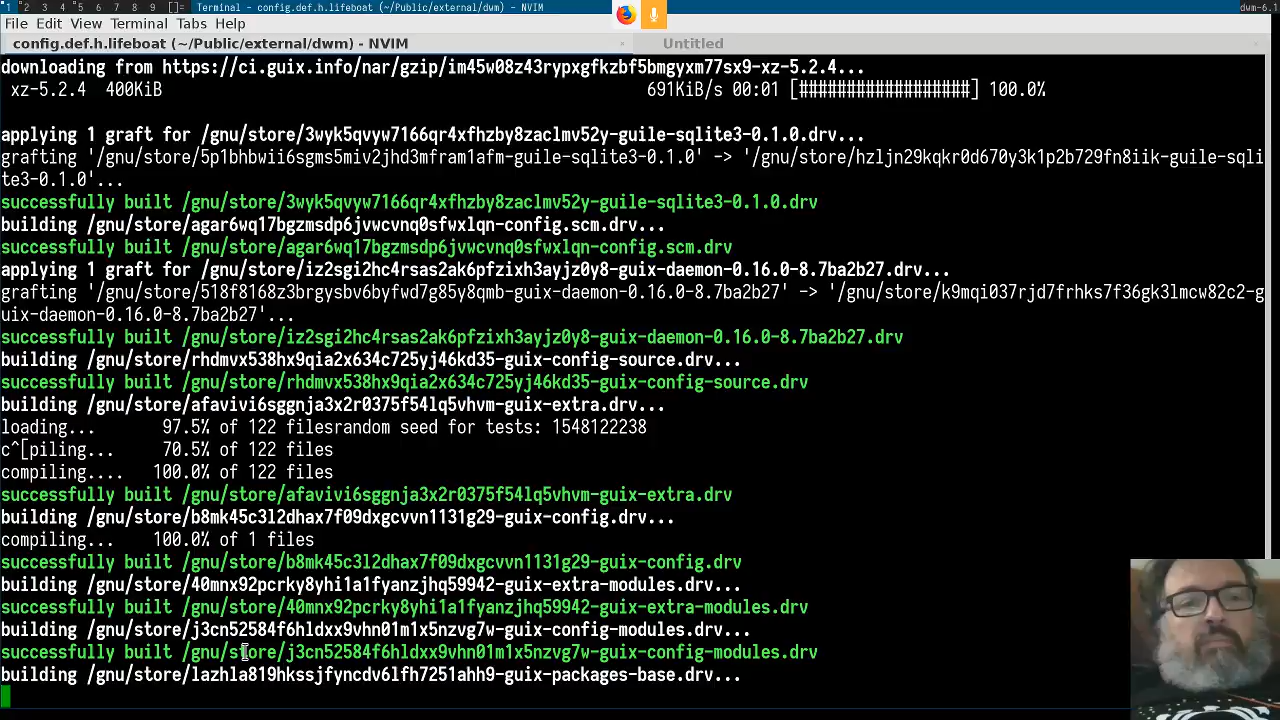 1 2 3 4 5 6 7 8 9 []= Terminal - config.def.h.lifeboat (~/Public/external/dwm) - NVIM dwm-6.1
File Edit View Terminal Tabs Help
config.def.h.lifeboat (~/Public/external/dwm) - NVIM Untitled
downloading from https://ci.guix.info/nar/gzip/im45w08z43rypxgfkzbf5bmgyxm77sx9-xz-5.2.4...
xz-5.2.4 400KiB 691KiB/s 00:01 [##################] 100.0%
applying 1 graft for /gnu/store/3wyk5qvyw7166qr4xfhzby8zaclmv52y-guile-sqlite3-0.1.0.drv...
grafting '/gnu/store/5p1bhbwii6sgms5miv2jhd3mfram1afm-guile-sqlite3-0.1.0' -> '/gnu/store/hzljn29kqkr0d670y3k1p2b729fn8iik-guile-sqli
te3-0.1.0'...
successfully built /gnu/store/3wyk5qvyw7166qr4xfhzby8zaclmv52y-guile-sqlite3-0.1.0.drv
building /gnu/store/agar6wq17bgzmsdp6jvwcvnq0sfwxlqn-config.scm.drv...
successfully built /gnu/store/agar6wq17bgzmsdp6jvwcvnq0sfwxlqn-config.scm.drv
applying 1 graft for /gnu/store/iz2sgi2hc4rsas2ak6pfzixh3ayjz0y8-guix-daemon-0.16.0-8.7ba2b27.drv...
grafting '/gnu/store/518f8168z3brgysbv6byfwd7g85y8qmb-guix-daemon-0.16.0-8.7ba2b27' -> '/gnu/store/k9mqi037rjd7frhks7f36gk3lmcw82c2-g
uix-daemon-0.16.0-8.7ba2b27'...
successfully built /gnu/store/iz2sgi2hc4rsas2ak6pfzixh3ayjz0y8-guix-daemon-0.16.0-8.7ba2b27.drv
building /gnu/store/rhdmvx538hx9qia2x634c725yj46kd35-guix-config-source.drv...
successfully built /gnu/store/rhdmvx538hx9qia2x634c725yj46kd35-guix-config-source.drv
building /gnu/store/afavivi6sggnja3x2r0375f54lq5vhvm-guix-extra.drv...
loading... 97.5% of 122 filesrandom seed for tests: 1548122238
c^[piling... 70.5% of 122 files
compiling.... 100.0% of 122 files
successfully built /gnu/store/afavivi6sggnja3x2r0375f54lq5vhvm-guix-extra.drv
building /gnu/store/b8mk45c3l2dhax7f09dxgcvvn1131g29-guix-config.drv...
compiling... 100.0% of 1 files
successfully built /gnu/store/b8mk45c3l2dhax7f09dxgcvvn1131g29-guix-config.drv
building /gnu/store/40mnx92pcrky8yhi1a1fyanzjhq59942-guix-extra-modules.drv...
successfully built /gnu/store/40mnx92pcrky8yhi1a1fyanzjhq59942-guix-extra-modules.drv
building /gnu/store/j3cn52584f6hldxx9vhn01m1x5nzvg7w-guix-config-modules.drv...
successfully built /gnu/store/j3cn52584f6hldxx9vhn01m1x5nzvg7w-guix-config-modules.drv
building /gnu/store/lazhla819hkssjfyncdv6lfh7251ahh9-guix-packages-base.drv...